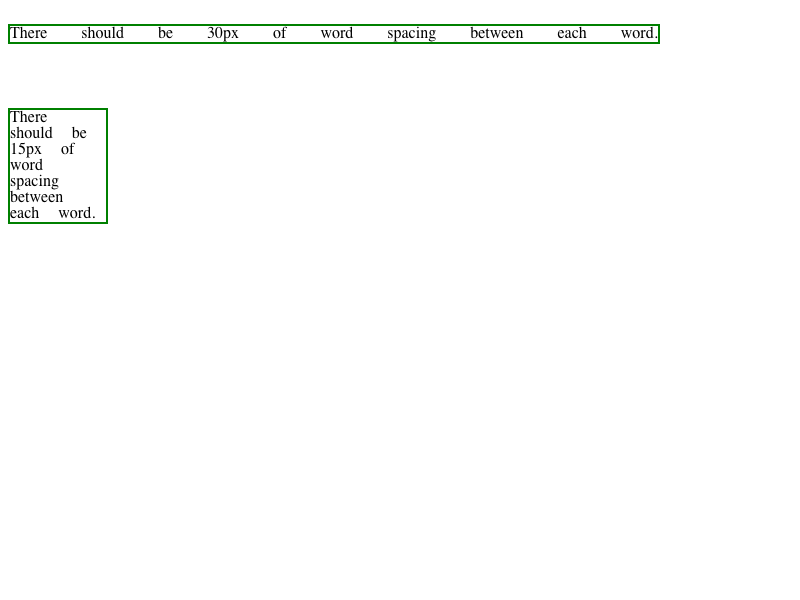 There should be 30px of word spacing between each word.
There
should be
15px of
word
spacing
between
each word.